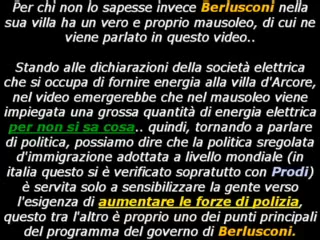 Per chi non lo sapesse invece Berlusconi nella
sua villa ha un vero e proprio mausoleo, di cui ne
viene parlato in questo video..
Stando alle dichiarazioni della società elettrica
che si occupa di fornire energia alla villa d'Arcore,
nel video emergerebbe che nel mausoleo viene
impiegata una grossa quantità di energia elettrica
per non si sa cosa.. quindi, tornando a parlare
di politica, possiamo dire che la politica sregolata
d'immigrazione adottata a livello mondiale (in
italia questo si è verificato sopratutto con Prodi)
è servita solo a sensibilizzare la gente verso
l'esigenza di aumentare le forze di polizia,
questo tra l'altro è proprio uno dei punti principali
del programma del governo di Berlusconi.